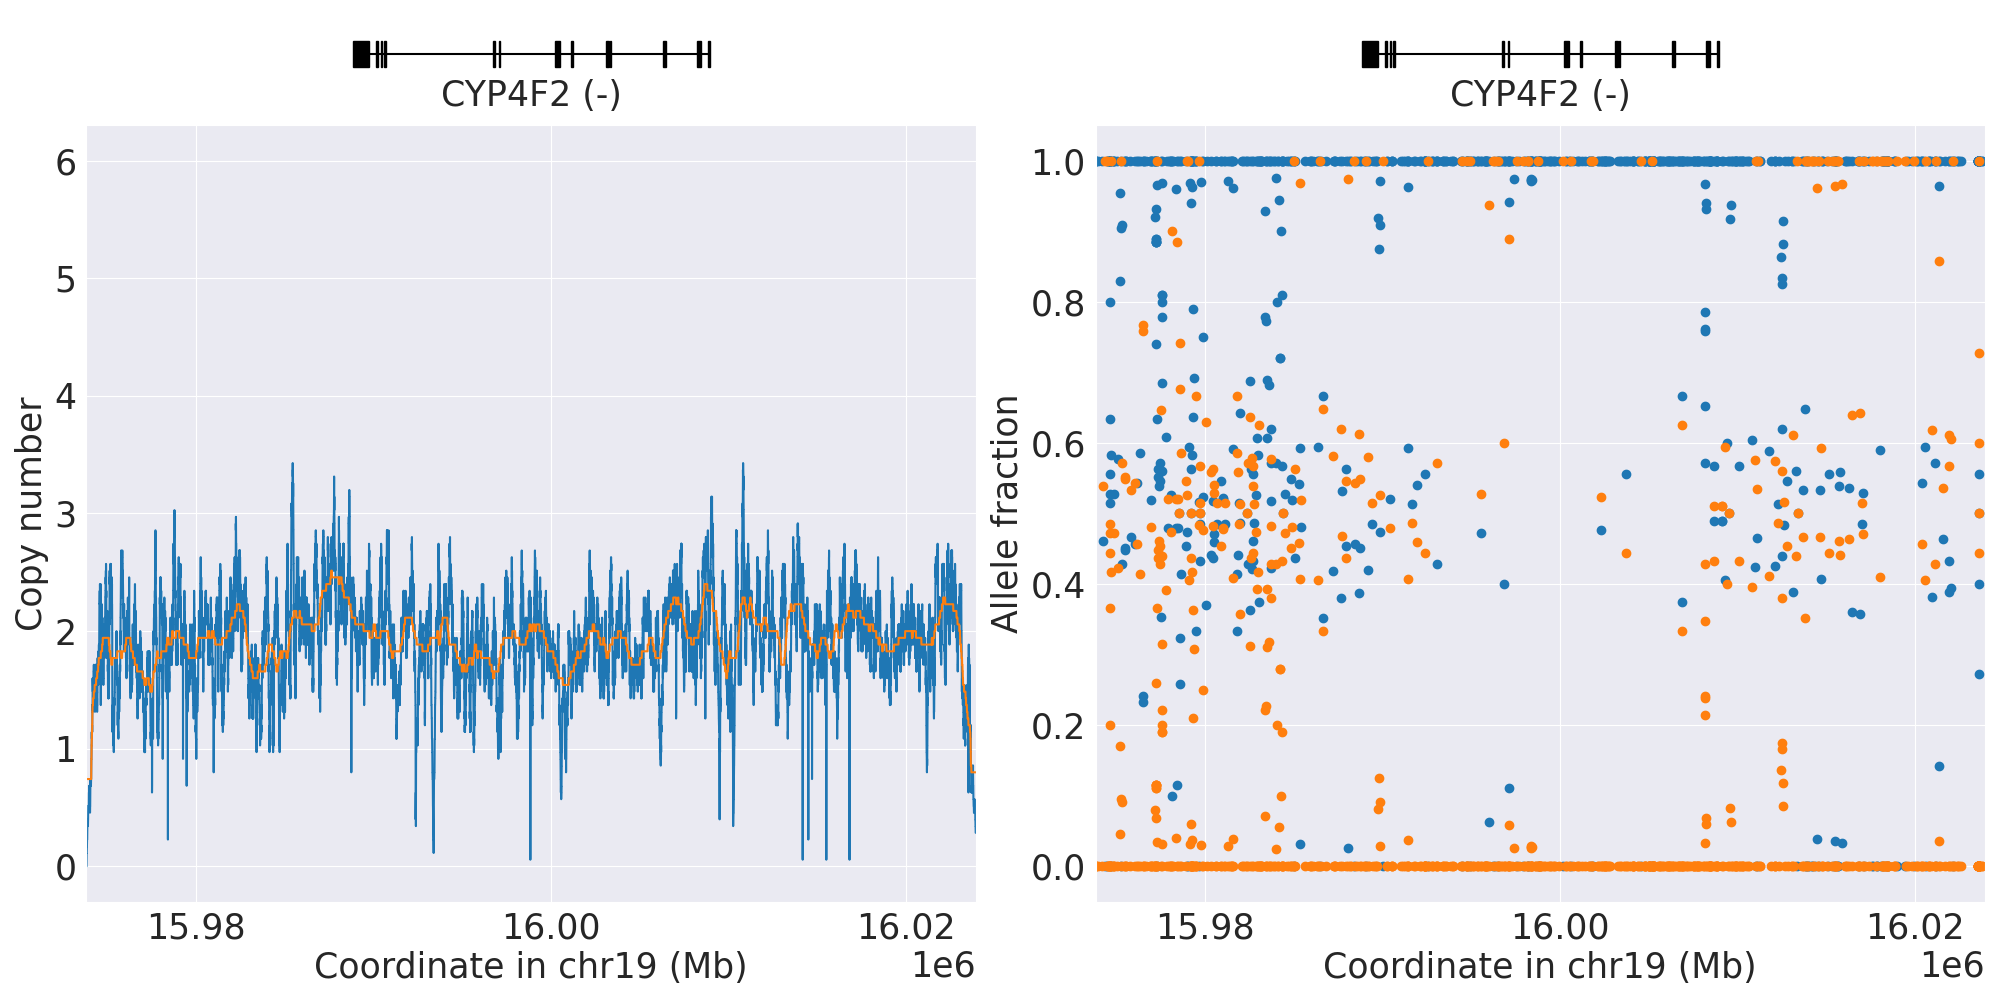 CYP4F2 (-)
Copy number
6
5
4
3
2
1
0
15.98
16.00
16.02
1e6
Coordinate in chr19 (Mb)
CYP4F2 (-)
Allele fraction
1.0
0.8
0.6
0.4
0.2
0.0
15.98
16.00
16.02
1e6
Coordinate in chr19 (Mb)